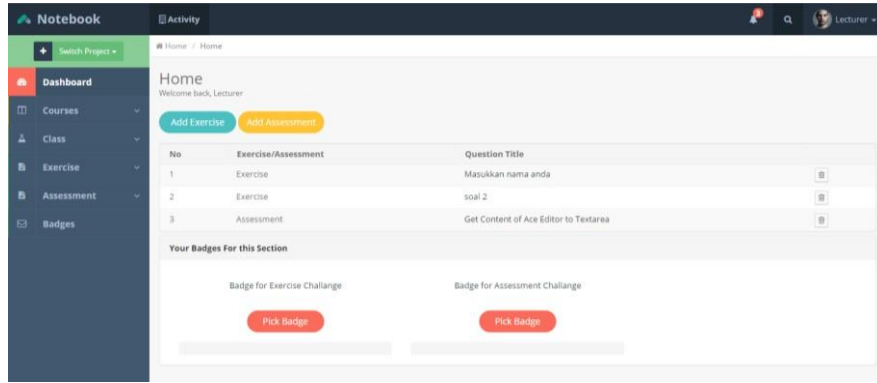 Notebook
Activity
3
Lecturer
Switch Project
Home / Home
Dashboard
Courses
Class
Exercise
Assessment
Badges
Home
Welcome back, Lecturer
Add Exercise Add Assessment
No Exercise/Assessment Question Title
1 Exercise Masukkan nama anda
2 Exercise soal 2
3 Assessment Get Content of Ace Editor to Textarea
Your Badges For this Section
Badge for Exercise Challange Badge for Assessment Challange
Pick Badge Pick Badge